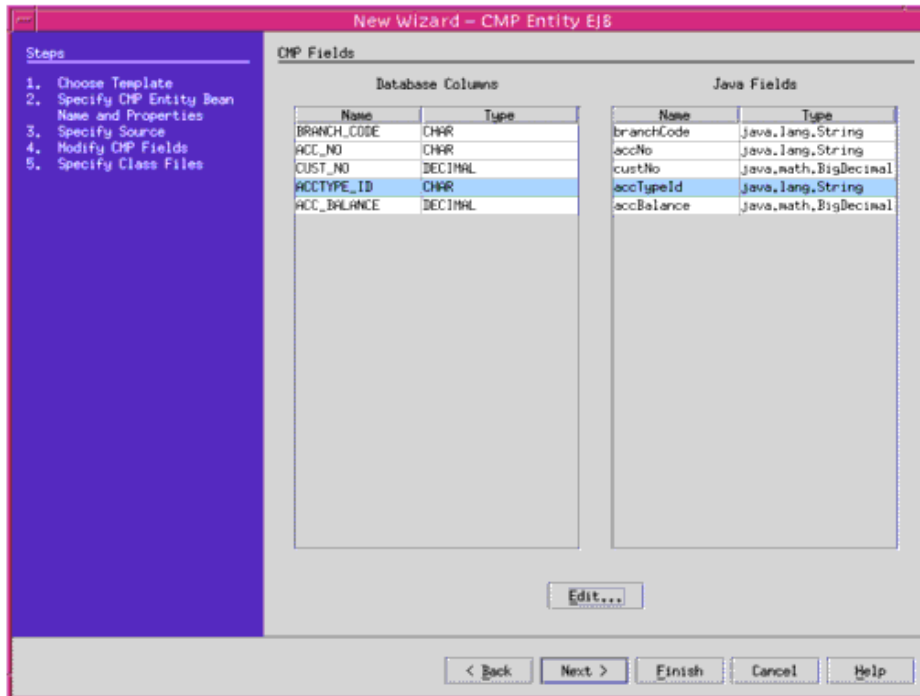 New Wizard - CMP Entity EJB
Steps
1. Choose Template
2. Specify CMP Entity Bean
Name and Properties
3. Specify Source
4. Modify CMP Fields
5. Specify Class Files
CMP Fields
Database Columns
Name Type
BRANCH_CODE CHAR
ACC_NO CHAR
CUST_NO DECIMAL
ACCTYPE_ID CHAR
ACC_BALANCE DECIMAL
Java Fields
Name Type
branchCode java.lang.String
accNo java.lang.String
custNo java.math.BigDecimal
accTypeId java.lang.String
accBalance java.math.BigDecimal
Edit...
< Back Next > Finish Cancel Help